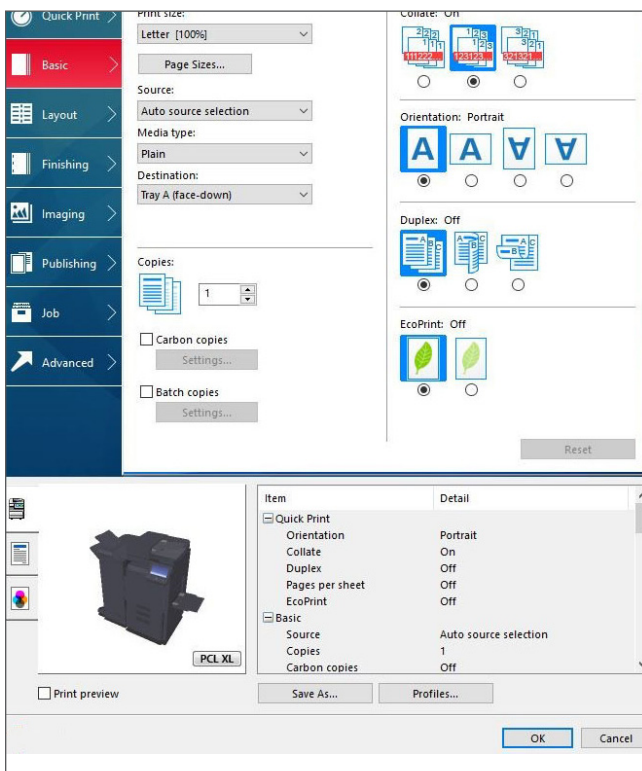 Quick Print
Basic
Layout
Finishing
Imaging
Publishing
Job
Advanced
Print size:
Letter [100%]
Page Sizes...
Source:
Auto source selection
Media type:
Plain
Destination:
Tray A (face-down)
Copies:
1
Carbon copies
Settings...
Batch copies
Settings...
Collate: On
111222
123123
321321
Orientation: Portrait
A A A A
Duplex: Off
EcoPrint: Off
Reset
PCL XL
Print preview
Item Detail
Quick Print
Orientation Portrait
Collate On
Duplex Off
Pages per sheet Off
EcoPrint Off
Basic
Source Auto source selection
Copies 1
Carbon copies Off
Save As... Profiles...
OK Cancel